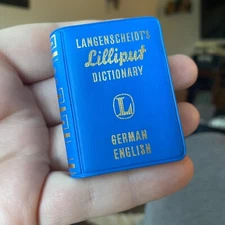 LANGENSCHEIDT'S
Lilliput
DICTIONARY
L
GERMAN
ENGLISH